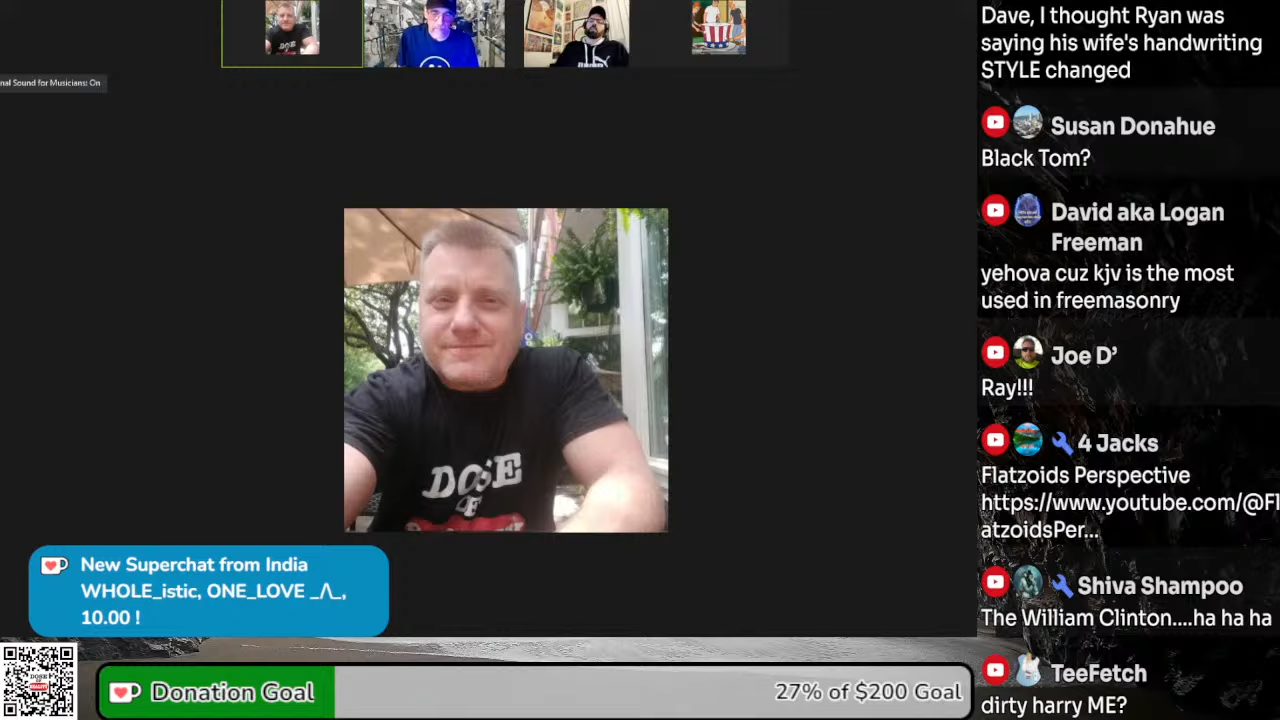 nal Sound for Musicians: On
DOSE
OF
New Superchat from India
WHOLE_istic, ONE_LOVE _/\_,
10.00 !
DOSE
OF
Donation Goal
27% of $200 Goal
Dave, I thought Ryan was
saying his wife's handwriting
STYLE changed
Susan Donahue
Black Tom?
David aka Logan
Freeman
yehova cuz kjv is the most
used in freemasonry
Joe D’
Ray!!!
4 Jacks
Flatzoids Perspective
https://www.youtube.com/@Fl
atzoidsPer...
Shiva Shampoo
The William Clinton....ha ha ha
TeeFetch
dirty harry ME?